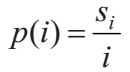 p(i) = s_i / i